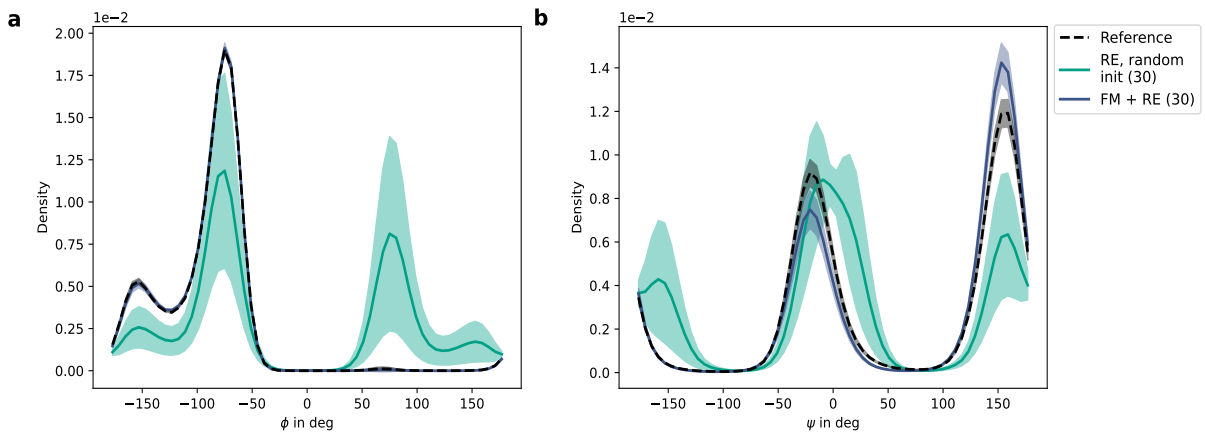 a
1e−2
2.00
1.75
1.50
1.25
1.00
0.75
0.50
0.25
0.00
Density
−150 −100 −50 0 50 100 150
ϕ in deg
b
1e−2
1.4
1.2
1.0
0.8
0.6
0.4
0.2
0.0
Density
−150 −100 −50 0 50 100 150
ψ in deg
Reference
RE, random
init (30)
FM + RE (30)